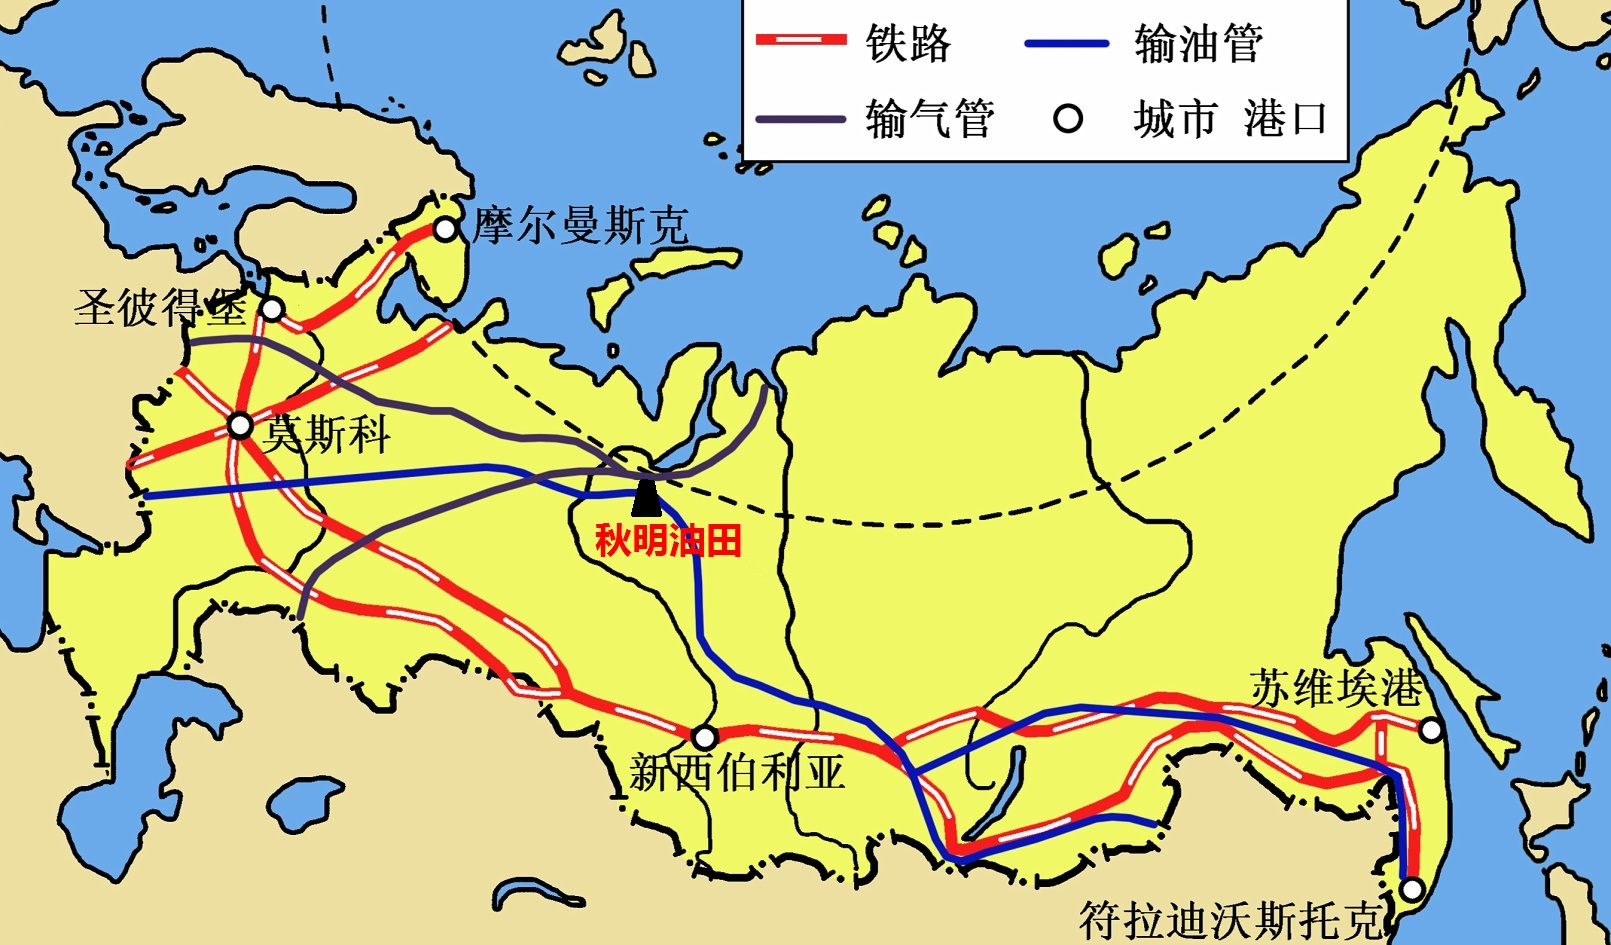 铁路
输油管
输气管
城市 港口
摩尔曼斯克
圣彼得堡
莫斯科
秋明油田
苏维埃港
新西伯利亚
符拉迪沃斯托克